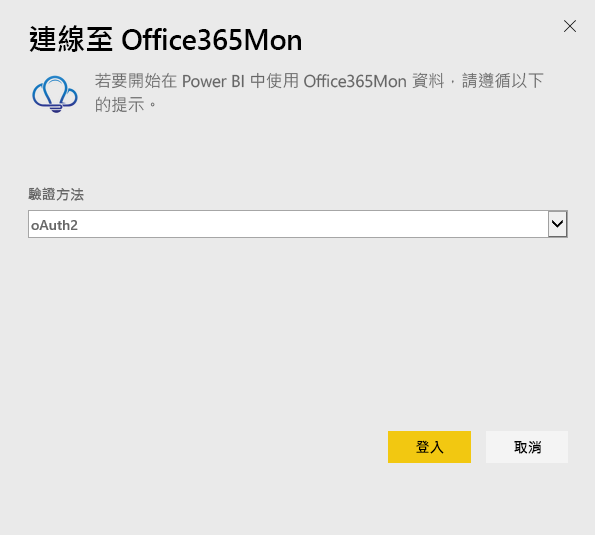 連線至 Office365Mon
若要開始在 Power BI 中使用 Office365Mon 資料，請遵循以下
的提示。
驗證方法
oAuth2
登入
取消